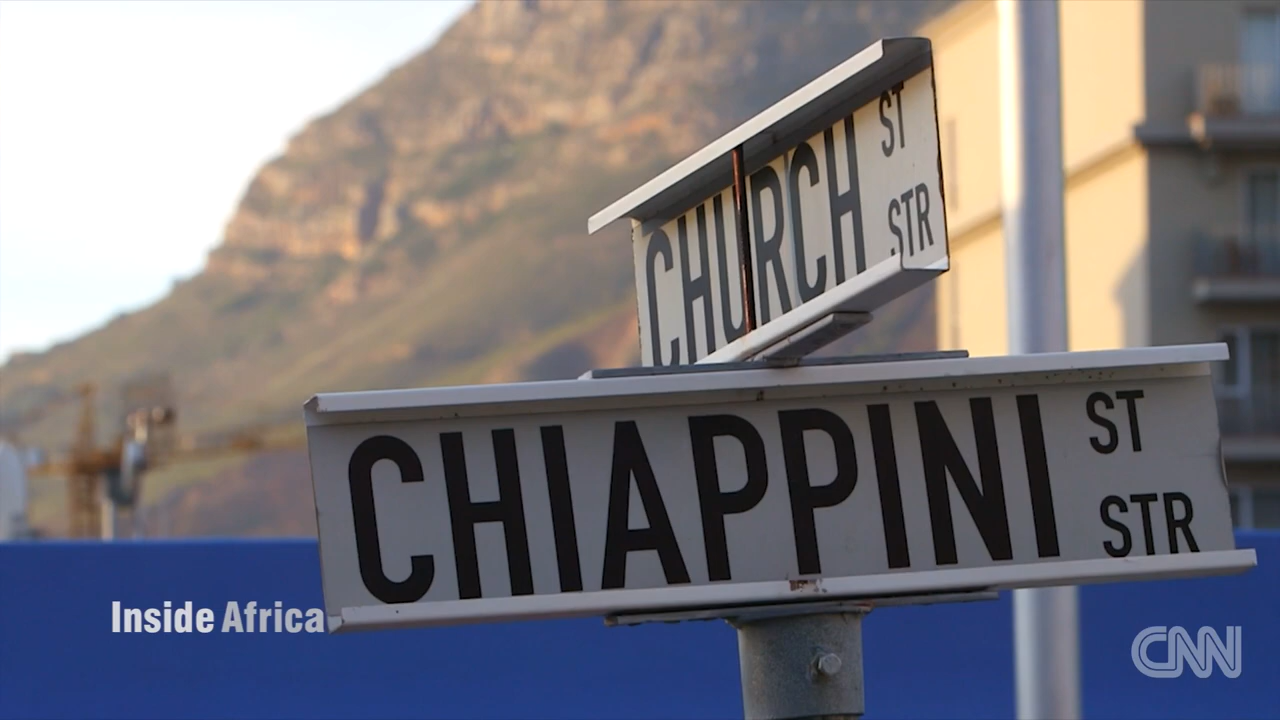 CHURCH ST
STR
CHIAPPINI ST
STR
Inside Africa
CNN